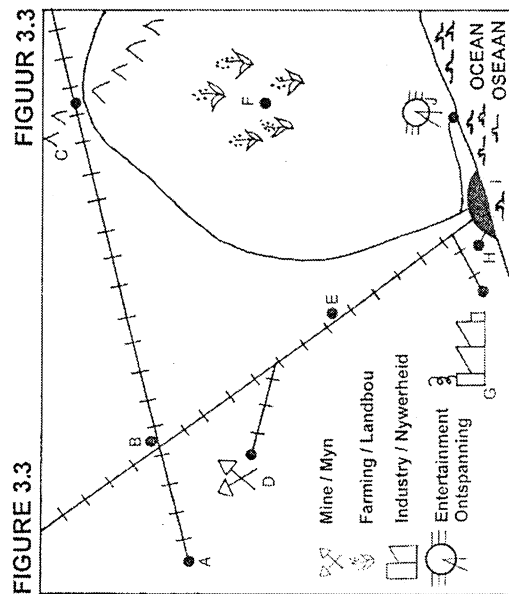 FIGURE 3.3 FIGUUR 3.3
C
B
A
D
E
F
J
OCEAN
OSEAAN
I
H
G
Mine / Myn
Farming / Landbou
Industry / Nywerheid
Entertainment
Ontspanning